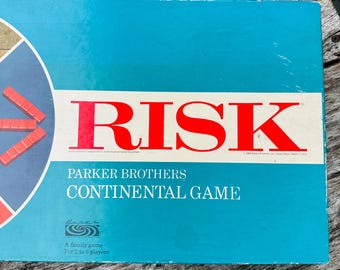 RISK
PARKER BROTHERS
CONTINENTAL GAME
A family game
For 2 to 6 players